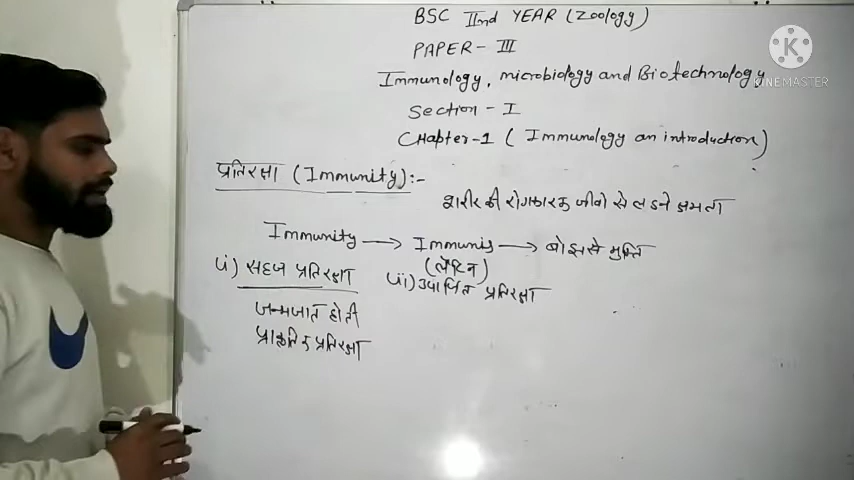 BSC IInd YEAR (Zoology)
PAPER - III
Immunology, microbiology and Biotechnology
Section - I
CHapter-1 (Immunology an introduction)
प्रतिरक्षा (Immunity) :-
शरीर की रोगकारक जीवो से लडने क्षमता
Immunity → Immunis → बोझ से मुक्ति
(लैटिन)
(i) सहज प्रतिरक्षा (ii) उपार्जित प्रतिरक्षा
जन्मजात होती
प्राकृतिक प्रतिरक्षा
K
KINEMASTER